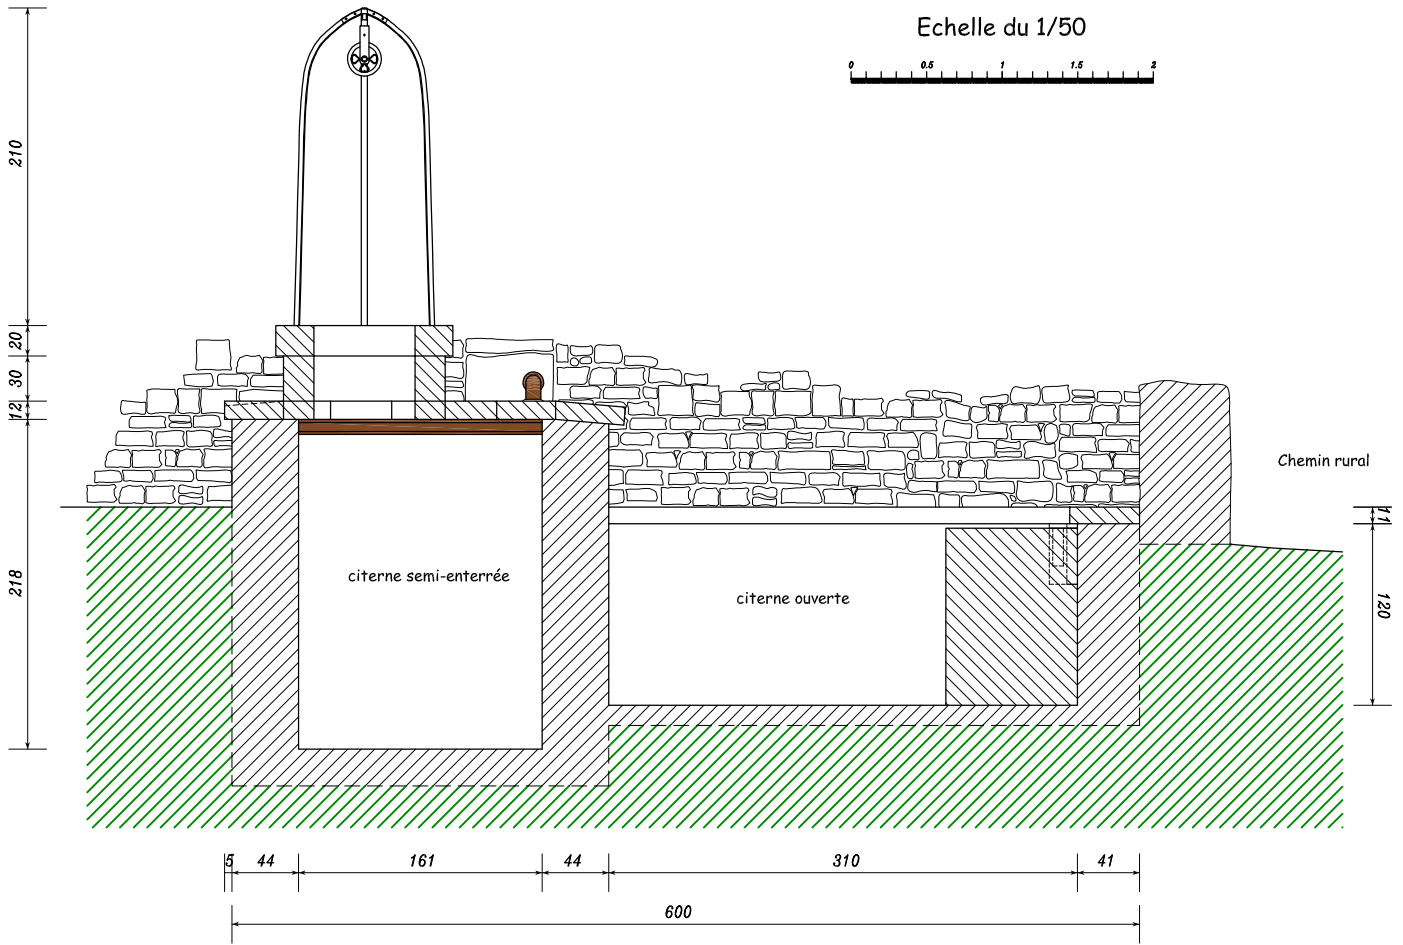 Echelle du 1/50
0 0.5 1 1.5 2
210
20
30
12
218
Chemin rural
11
120
citerne semi-enterrée
citerne ouverte
5 44 161 44 310 41
600